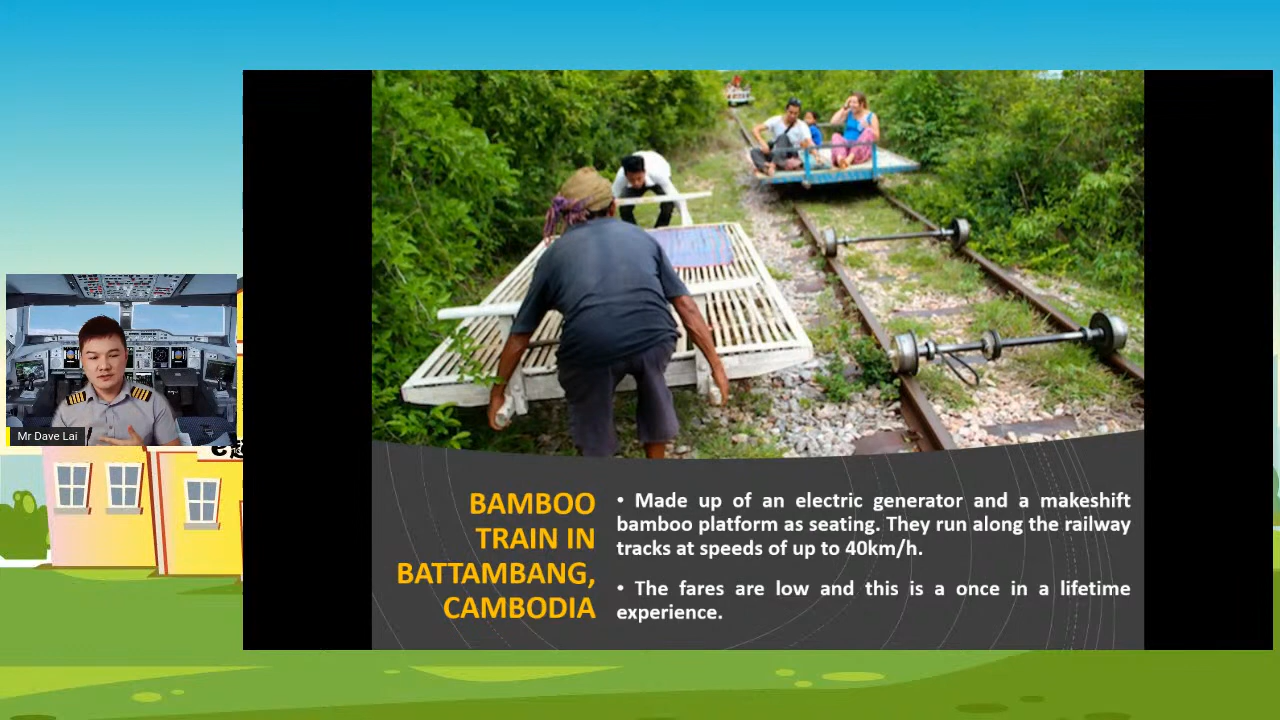 Mr Dave Lai
BAMBOO
TRAIN IN
BATTAMBANG,
CAMBODIA
• Made up of an electric generator and a makeshift
bamboo platform as seating. They run along the railway
tracks at speeds of up to 40km/h.
• The fares are low and this is a once in a lifetime
experience.